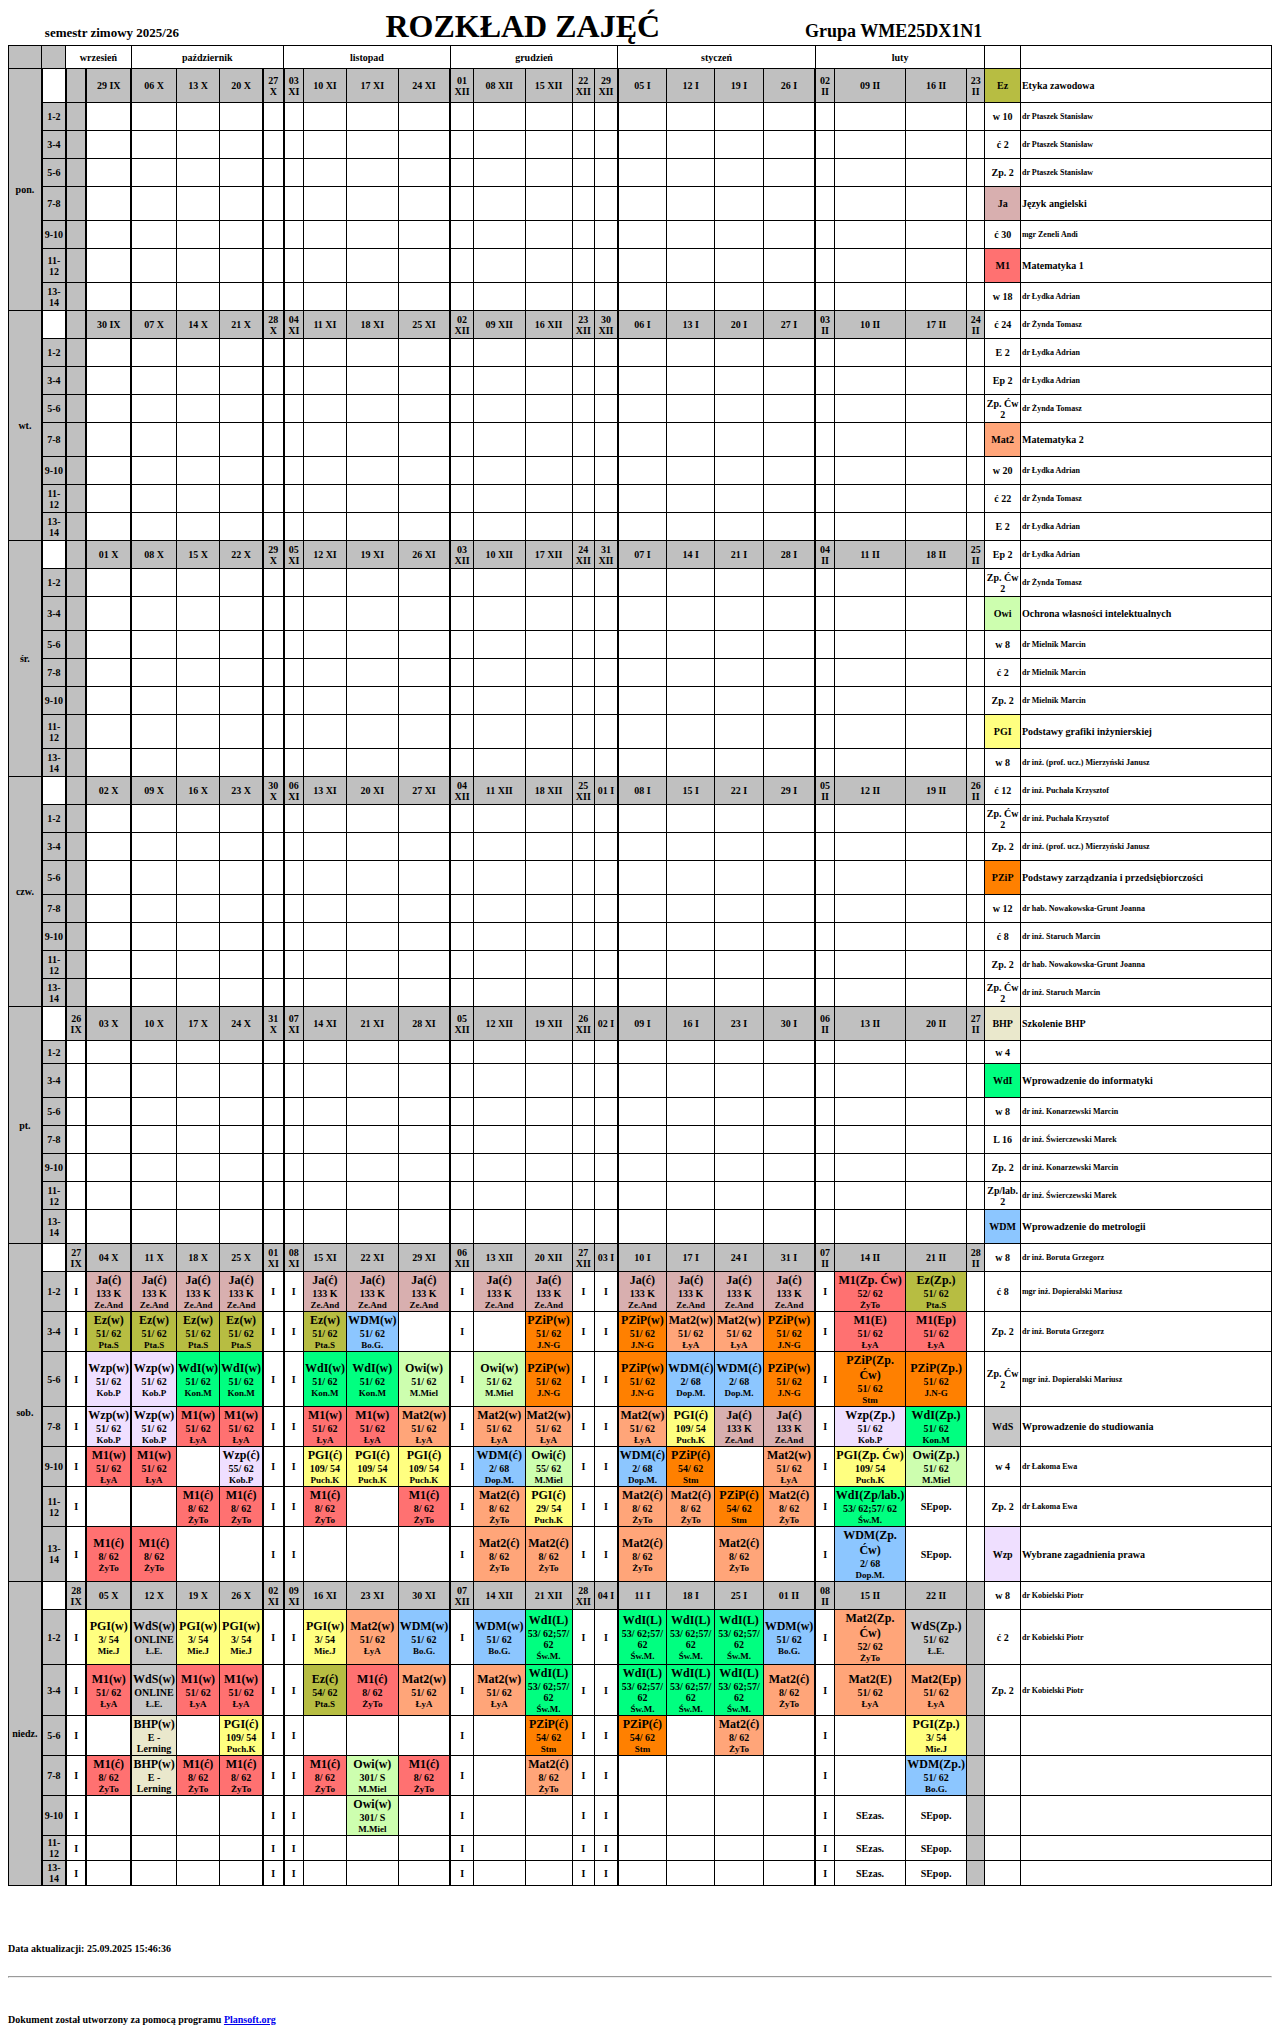 semestr zimowy 2025/26 ROZKŁAD ZAJĘĆ Grupa WME25DX1N1
wrzesień październik listopad grudzień styczeń luty
pon. 29 IX 06 X 13 X 20 X 27 X 03 XI 10 XI 17 XI 24 XI 01 XII 08 XII 15 XII 22 XII 29 XII 05 I 12 I 19 I 26 I 02 II 09 II 16 II 23 II Ez Etyka zawodowa
1-2 w 10 dr Ptaszek Stanisław
3-4 ć 2 dr Ptaszek Stanisław
5-6 Zp. 2 dr Ptaszek Stanisław
7-8 Ja Język angielski
9-10 ć 30 mgr Zeneli Andi
11-12 M1 Matematyka 1
13-14 w 18 dr Łydka Adrian
wt. 30 IX 07 X 14 X 21 X 28 X 04 XI 11 XI 18 XI 25 XI 02 XII 09 XII 16 XII 23 XII 30 XII 06 I 13 I 20 I 27 I 03 II 10 II 17 II 24 II ć 24 dr Żynda Tomasz
1-2 E 2 dr Łydka Adrian
3-4 Ep 2 dr Łydka Adrian
5-6 Zp. Ćw 2 dr Żynda Tomasz
7-8 Mat2 Matematyka 2
9-10 w 20 dr Łydka Adrian
11-12 ć 22 dr Żynda Tomasz
13-14 E 2 dr Łydka Adrian
śr. 01 X 08 X 15 X 22 X 29 X 05 XI 12 XI 19 XI 26 XI 03 XII 10 XII 17 XII 24 XII 31 XII 07 I 14 I 21 I 28 I 04 II 11 II 18 II 25 II Ep 2 dr Łydka Adrian
1-2 Zp. Ćw 2 dr Żynda Tomasz
3-4 Owi Ochrona własności intelektualnych
5-6 w 8 dr Mielnik Marcin
7-8 ć 2 dr Mielnik Marcin
9-10 Zp. 2 dr Mielnik Marcin
11-12 PGI Podstawy grafiki inżynierskiej
13-14 w 8 dr inż. (prof. ucz.) Mierzyński Janusz
czw. 02 X 09 X 16 X 23 X 30 X 06 XI 13 XI 20 XI 27 XI 04 XII 11 XII 18 XII 25 XII 01 I 08 I 15 I 22 I 29 I 05 II 12 II 19 II 26 II ć 12 dr inż. Puchała Krzysztof
1-2 Zp. Ćw 2 dr inż. Puchała Krzysztof
3-4 Zp. 2 dr inż. (prof. ucz.) Mierzyński Janusz
5-6 PZiP Podstawy zarządzania i przedsiębiorczości
7-8 w 12 dr hab. Nowakowska-Grunt Joanna
9-10 ć 8 dr inż. Staruch Marcin
11-12 Zp. 2 dr hab. Nowakowska-Grunt Joanna
13-14 Zp. Ćw 2 dr inż. Staruch Marcin
pt. 26 IX 03 X 10 X 17 X 24 X 31 X 07 XI 14 XI 21 XI 28 XI 05 XII 12 XII 19 XII 26 XII 02 I 09 I 16 I 23 I 30 I 06 II 13 II 20 II 27 II BHP Szkolenie BHP
1-2 w 4
3-4 WdI Wprowadzenie do informatyki
5-6 w 8 dr inż. Konarzewski Marcin
7-8 L 16 dr inż. Świerczewski Marek
9-10 Zp. 2 dr inż. Konarzewski Marcin
11-12 Zp/lab. 2 dr inż. Świerczewski Marek
13-14 WDM Wprowadzenie do metrologii
sob. 27 IX 04 X 11 X 18 X 25 X 01 XI 08 XI 15 XI 22 XI 29 XI 06 XII 13 XII 20 XII 27 XII 03 I 10 I 17 I 24 I 31 I 07 II 14 II 21 II 28 II w 8 dr inż. Boruta Grzegorz
1-2 I Ja(ć) 133 K Ze.And Ja(ć) 133 K Ze.And Ja(ć) 133 K Ze.And Ja(ć) 133 K Ze.And I I Ja(ć) 133 K Ze.And Ja(ć) 133 K Ze.And Ja(ć) 133 K Ze.And I Ja(ć) 133 K Ze.And Ja(ć) 133 K Ze.And I I Ja(ć) 133 K Ze.And Ja(ć) 133 K Ze.And Ja(ć) 133 K Ze.And Ja(ć) 133 K Ze.And I M1(Zp. Ćw) 52/ 62 ŻyTo Ez(Zp.) 51/ 62 Pta.S ć 8 mgr inż. Dopieralski Mariusz
3-4 I Ez(w) 51/ 62 Pta.S Ez(w) 51/ 62 Pta.S Ez(w) 51/ 62 Pta.S Ez(w) 51/ 62 Pta.S I I Ez(w) 51/ 62 Pta.S WDM(w) 51/ 62 Bo.G. I PZiP(w) 51/ 62 J.N-G I I PZiP(w) 51/ 62 J.N-G Mat2(w) 51/ 62 ŁyA Mat2(w) 51/ 62 ŁyA PZiP(w) 51/ 62 J.N-G I M1(E) 51/ 62 ŁyA M1(Ep) 51/ 62 ŁyA Zp. 2 dr inż. Boruta Grzegorz
5-6 I Wzp(w) 51/ 62 Kob.P Wzp(w) 51/ 62 Kob.P WdI(w) 51/ 62 Kon.M WdI(w) 51/ 62 Kon.M I I WdI(w) 51/ 62 Kon.M WdI(w) 51/ 62 Kon.M Owi(w) 51/ 62 M.Miel I Owi(w) 51/ 62 M.Miel PZiP(w) 51/ 62 J.N-G I I PZiP(w) 51/ 62 J.N-G WDM(ć) 2/ 68 Dop.M. WDM(ć) 2/ 68 Dop.M. PZiP(w) 51/ 62 J.N-G I PZiP(Zp. Ćw) 51/ 62 Stm PZiP(Zp.) 51/ 62 J.N-G Zp. Ćw 2 mgr inż. Dopieralski Mariusz
7-8 I Wzp(w) 51/ 62 Kob.P Wzp(w) 51/ 62 Kob.P M1(w) 51/ 62 ŁyA M1(w) 51/ 62 ŁyA I I M1(w) 51/ 62 ŁyA M1(w) 51/ 62 ŁyA Mat2(w) 51/ 62 ŁyA I Mat2(w) 51/ 62 ŁyA Mat2(w) 51/ 62 ŁyA I I Mat2(w) 51/ 62 ŁyA PGI(ć) 109/ 54 Puch.K Ja(ć) 133 K Ze.And Ja(ć) 133 K Ze.And I Wzp(Zp.) 51/ 62 Kob.P WdI(Zp.) 51/ 62 Kon.M WdS Wprowadzenie do studiowania
9-10 I M1(w) 51/ 62 ŁyA M1(w) 51/ 62 ŁyA Wzp(ć) 55/ 62 Kob.P I I PGI(ć) 109/ 54 Puch.K PGI(ć) 109/ 54 Puch.K PGI(ć) 109/ 54 Puch.K I WDM(ć) 2/ 68 Dop.M. Owi(ć) 55/ 62 M.Miel I I WDM(ć) 2/ 68 Dop.M. PZiP(ć) 54/ 62 Stm Mat2(w) 51/ 62 ŁyA I PGI(Zp. Ćw) 109/ 54 Puch.K Owi(Zp.) 51/ 62 M.Miel w 4 dr Łakoma Ewa
11-12 I M1(ć) 8/ 62 ŻyTo M1(ć) 8/ 62 ŻyTo I I M1(ć) 8/ 62 ŻyTo M1(ć) 8/ 62 ŻyTo I Mat2(ć) 8/ 62 ŻyTo PGI(ć) 29/ 54 Puch.K I I Mat2(ć) 8/ 62 ŻyTo Mat2(ć) 8/ 62 ŻyTo PZiP(ć) 54/ 62 Stm Mat2(ć) 8/ 62 ŻyTo I WdI(Zp/lab.) 53/ 62;57/ 62 Św.M. SEpop. Zp. 2 dr Łakoma Ewa
13-14 I M1(ć) 8/ 62 ŻyTo M1(ć) 8/ 62 ŻyTo I I I Mat2(ć) 8/ 62 ŻyTo Mat2(ć) 8/ 62 ŻyTo I I Mat2(ć) 8/ 62 ŻyTo Mat2(ć) 8/ 62 ŻyTo I WDM(Zp. Ćw) 2/ 68 Dop.M. SEpop. Wzp Wybrane zagadnienia prawa
niedz. 28 IX 05 X 12 X 19 X 26 X 02 XI 09 XI 16 XI 23 XI 30 XI 07 XII 14 XII 21 XII 28 XII 04 I 11 I 18 I 25 I 01 II 08 II 15 II 22 II w 8 dr Kobielski Piotr
1-2 I PGI(w) 3/ 54 Mie.J WdS(w) ONLINE Ł.E. PGI(w) 3/ 54 Mie.J PGI(w) 3/ 54 Mie.J I I PGI(w) 3/ 54 Mie.J Mat2(w) 51/ 62 ŁyA WDM(w) 51/ 62 Bo.G. I WDM(w) 51/ 62 Bo.G. WdI(L) 53/ 62;57/ 62 Św.M. I I WdI(L) 53/ 62;57/ 62 Św.M. WdI(L) 53/ 62;57/ 62 Św.M. WdI(L) 53/ 62;57/ 62 Św.M. WDM(w) 51/ 62 Bo.G. I Mat2(Zp. Ćw) 52/ 62 ŻyTo WdS(Zp.) 51/ 62 Ł.E. ć 2 dr Kobielski Piotr
3-4 I M1(w) 51/ 62 ŁyA WdS(w) ONLINE Ł.E. M1(w) 51/ 62 ŁyA M1(w) 51/ 62 ŁyA I I Ez(ć) 54/ 62 Pta.S M1(ć) 8/ 62 ŻyTo Mat2(w) 51/ 62 ŁyA I Mat2(w) 51/ 62 ŁyA WdI(L) 53/ 62;57/ 62 Św.M. I I WdI(L) 53/ 62;57/ 62 Św.M. WdI(L) 53/ 62;57/ 62 Św.M. WdI(L) 53/ 62;57/ 62 Św.M. Mat2(ć) 8/ 62 ŻyTo I Mat2(E) 51/ 62 ŁyA Mat2(Ep) 51/ 62 ŁyA Zp. 2 dr Kobielski Piotr
5-6 I BHP(w) E - Lerning PGI(ć) 109/ 54 Puch.K I I I PZiP(ć) 54/ 62 Stm I I PZiP(ć) 54/ 62 Stm Mat2(ć) 8/ 62 ŻyTo I PGI(Zp.) 3/ 54 Mie.J
7-8 I M1(ć) 8/ 62 ŻyTo BHP(w) E - Lerning M1(ć) 8/ 62 ŻyTo M1(ć) 8/ 62 ŻyTo I I M1(ć) 8/ 62 ŻyTo Owi(w) 301/ S M.Miel M1(ć) 8/ 62 ŻyTo I Mat2(ć) 8/ 62 ŻyTo I I I WDM(Zp.) 51/ 62 Bo.G.
9-10 I I I Owi(w) 301/ S M.Miel I I I I SEzas. SEpop.
11-12 I I I I I I I SEzas. SEpop.
13-14 I I I I I I I SEzas. SEpop.
Data aktualizacji: 25.09.2025 15:46:36
Dokument został utworzony za pomocą programu Plansoft.org